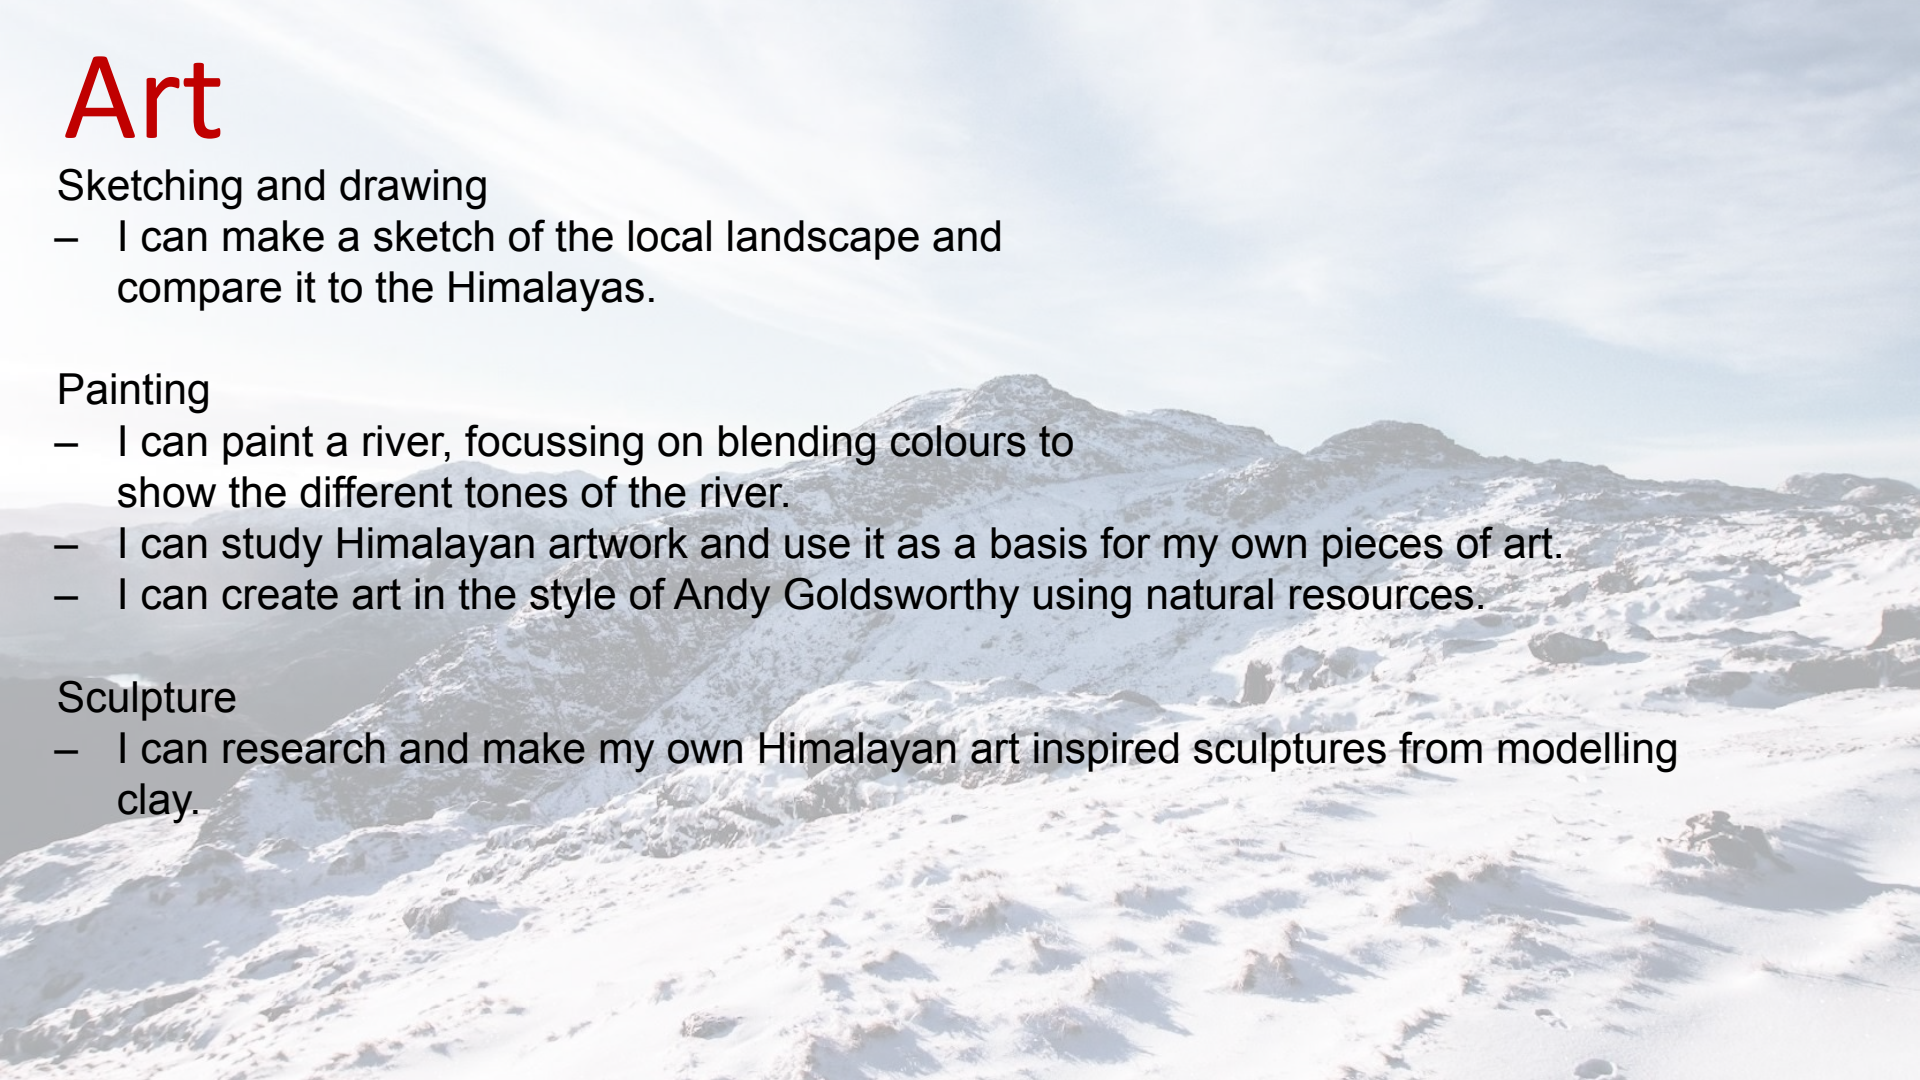 Art
Sketching and drawing
– I can make a sketch of the local landscape and
compare it to the Himalayas.
Painting
– I can paint a river, focussing on blending colours to
show the different tones of the river.
– I can study Himalayan artwork and use it as a basis for my own pieces of art.
– I can create art in the style of Andy Goldsworthy using natural resources.
Sculpture
– I can research and make my own Himalayan art inspired sculptures from modelling
clay.